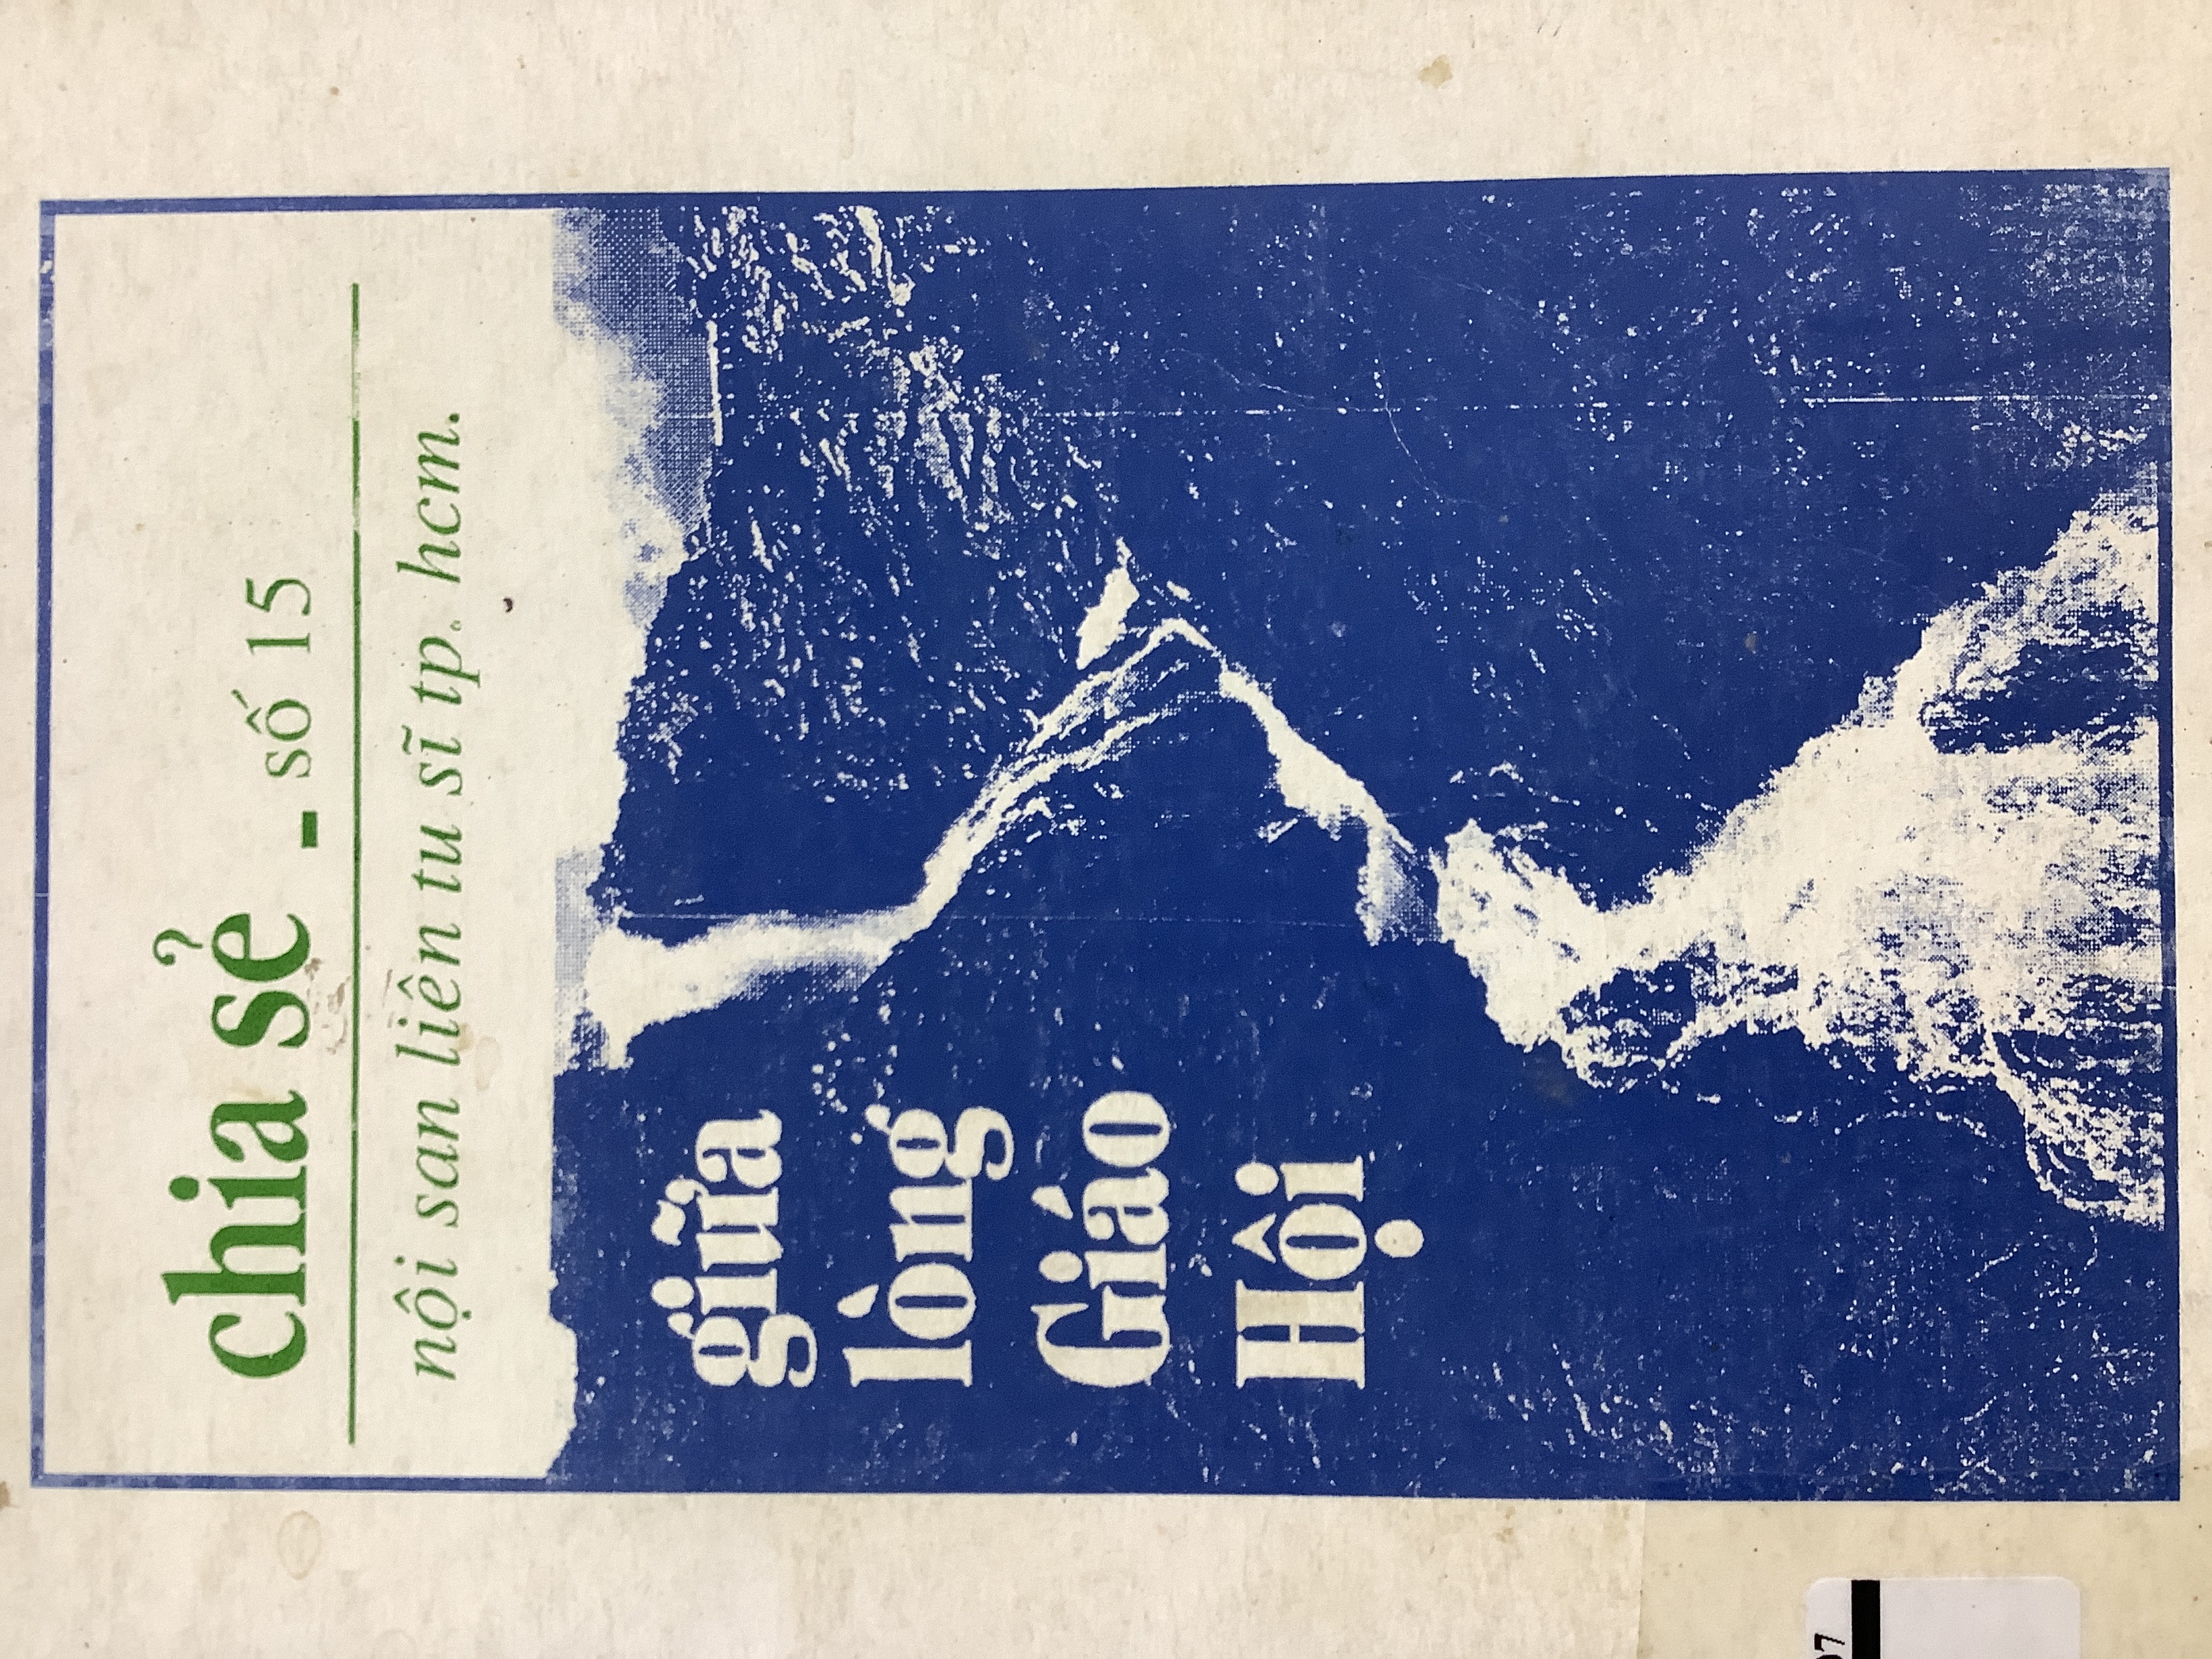 chia sẻ - số 15
nội san liên tu sĩ tp. hcm.
giữa
lòng
Giáo
Hội